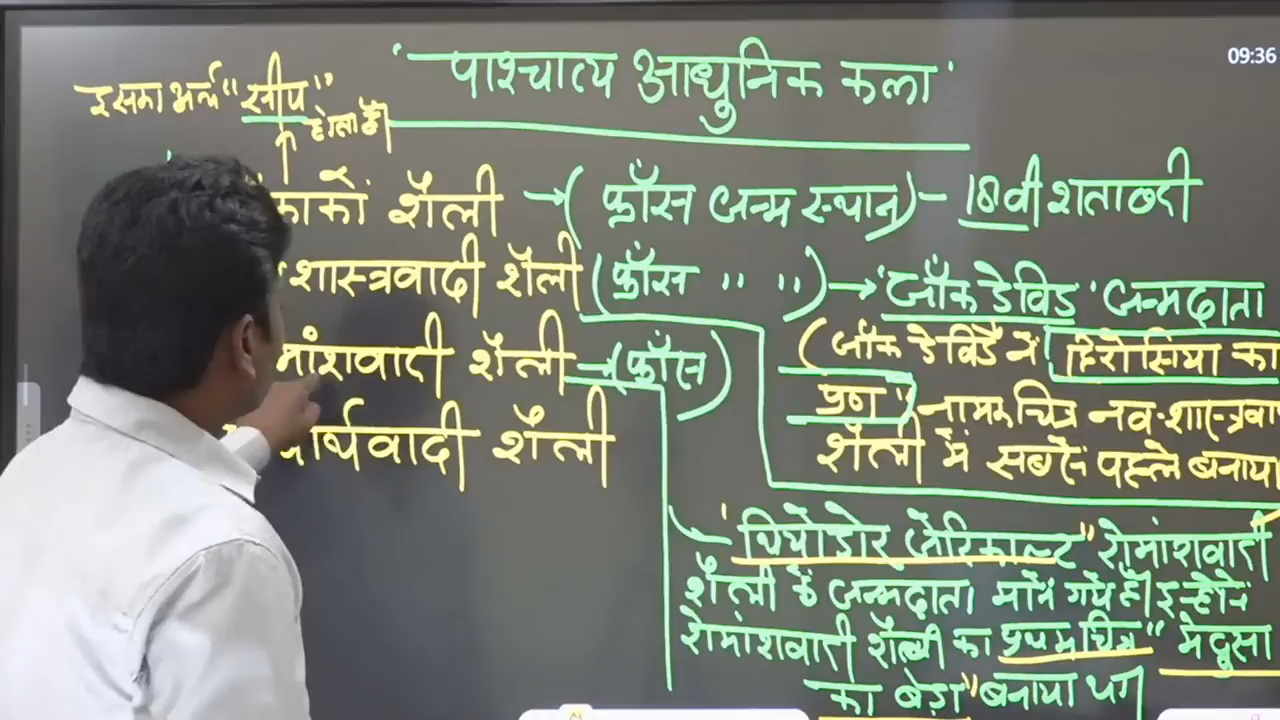 'पाश्चात्य आधुनिक कला'
09:36
इसका अर्थ "सीप"
होता है।
कोको शैली → (फ्राँस जन्म स्थान) - 18वी शताब्दी
शास्त्रवादी शैली (फ्राँस " ") → 'जॉक डेविड' जन्मदाता
(जॉक डेविड ने होरेसिया का
प्रण" नामक चित्र नव-शास्त्रवा
शैली में सबसे पहले बनाया
मांशवादी शैली → (फ्राँस)
र्थवादी शैली
'थियोडोर जेरिकाल्ट" रोमांशवादी
शैली के जन्मदाता माने गये हैं। इन्होने
रोमांशवादी शैली का प्रथम चित्र "मेदूसा
का बेड़ा" बनाया था।